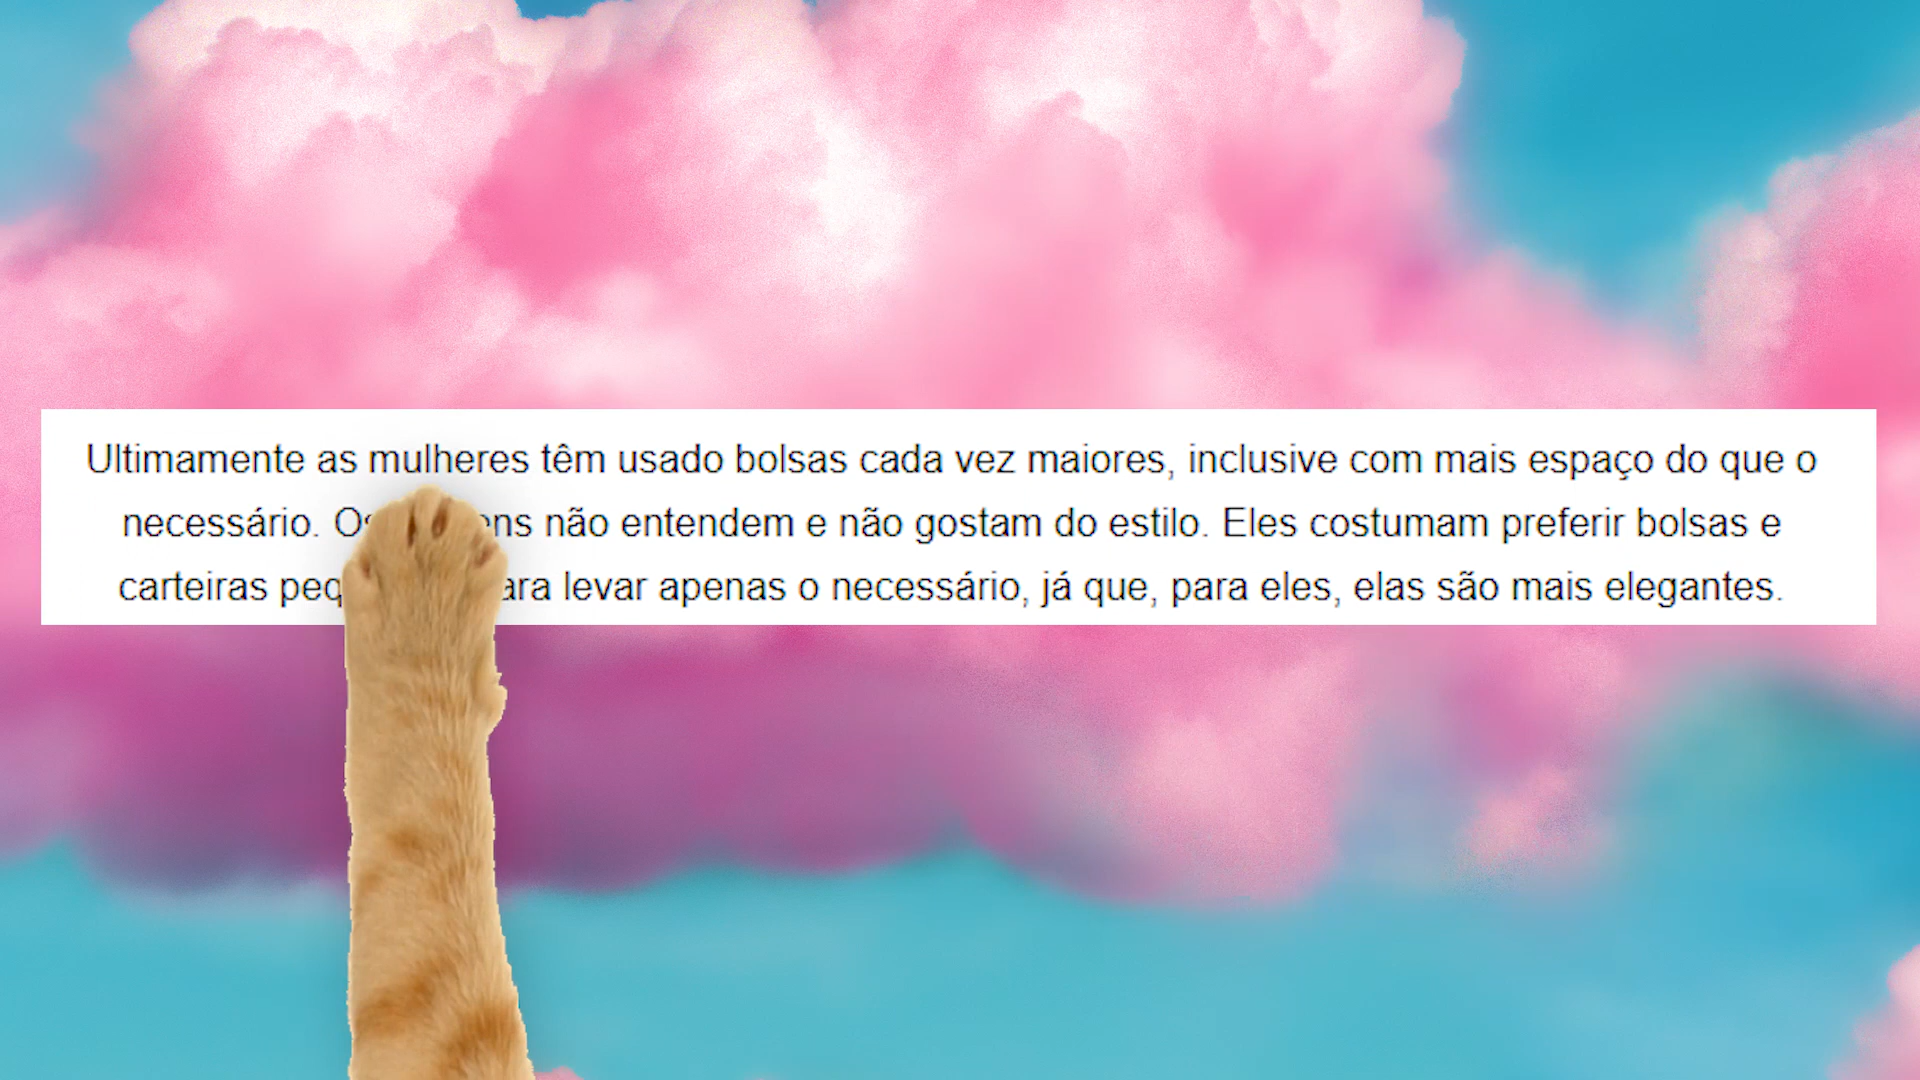 Ultimamente as mulheres têm usado bolsas cada vez maiores, inclusive com mais espaço do que o
necessário. não entendem e não gostam do estilo. Eles costumam preferir bolsas e
carteiras levar apenas o necessário, já que, para eles, elas são mais elegantes.